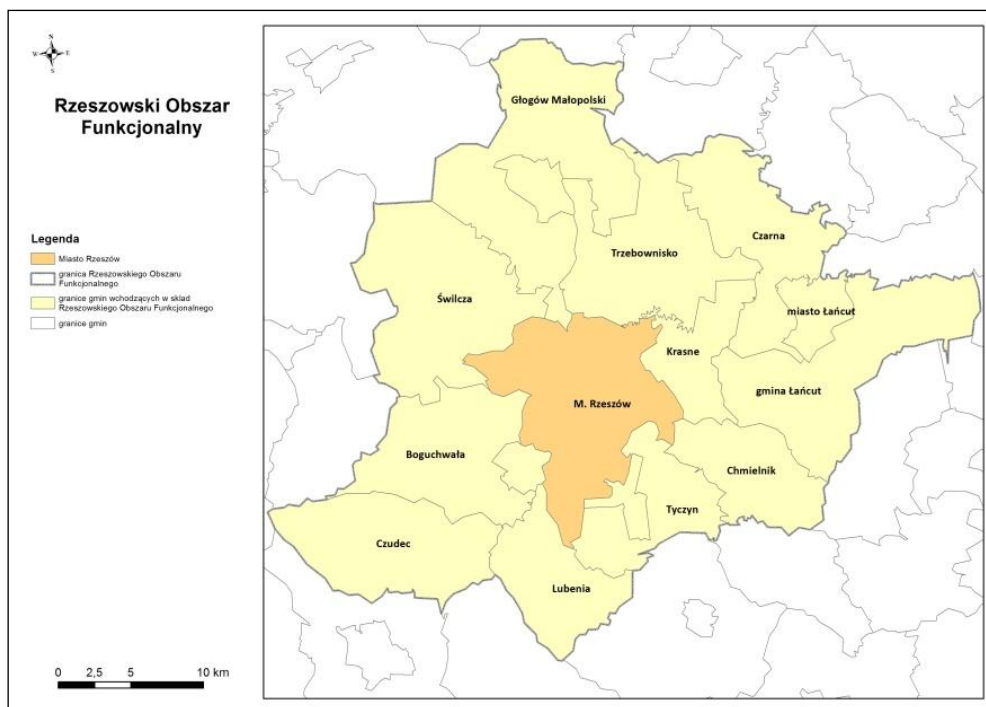 N
W E
S
Rzeszowski Obszar
Funkcjonalny
Legenda
Miasto Rzeszów
granica Rzeszowskiego Obszaru
Funkcjonalnego
granice gmin wchodzących w skład
Rzeszowskiego Obszaru Funkcjonalnego
granice gmin
0 2,5 5 10 km
Głogów Małopolski
Trzebownisko
Czarna
Świlcza
miasto Łańcut
Krasne
gmina Łańcut
M. Rzeszów
Boguchwała
Chmielnik
Tyczyn
Czudec
Lubenia